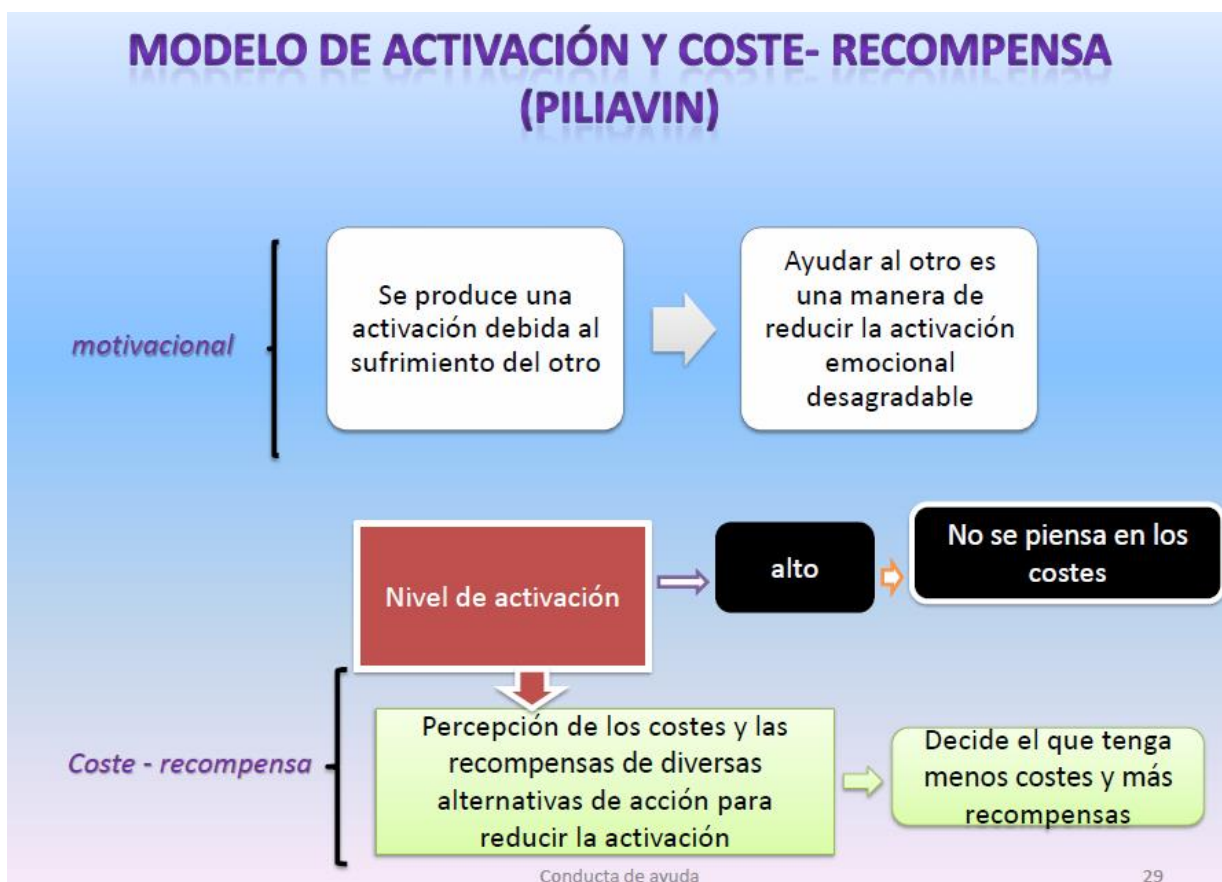 MODELO DE ACTIVACIÓN Y COSTE- RECOMPENSA
(PILIAVIN)
motivacional
Se produce una
activación debida al
sufrimiento del otro
Ayudar al otro es
una manera de
reducir la activación
emocional
desagradable
Nivel de activación
alto
No se piensa en los
costes
Coste - recompensa
Percepción de los costes y las
recompensas de diversas
alternativas de acción para
reducir la activación
Decide el que tenga
menos costes y más
recompensas
Conducta de ayuda
29